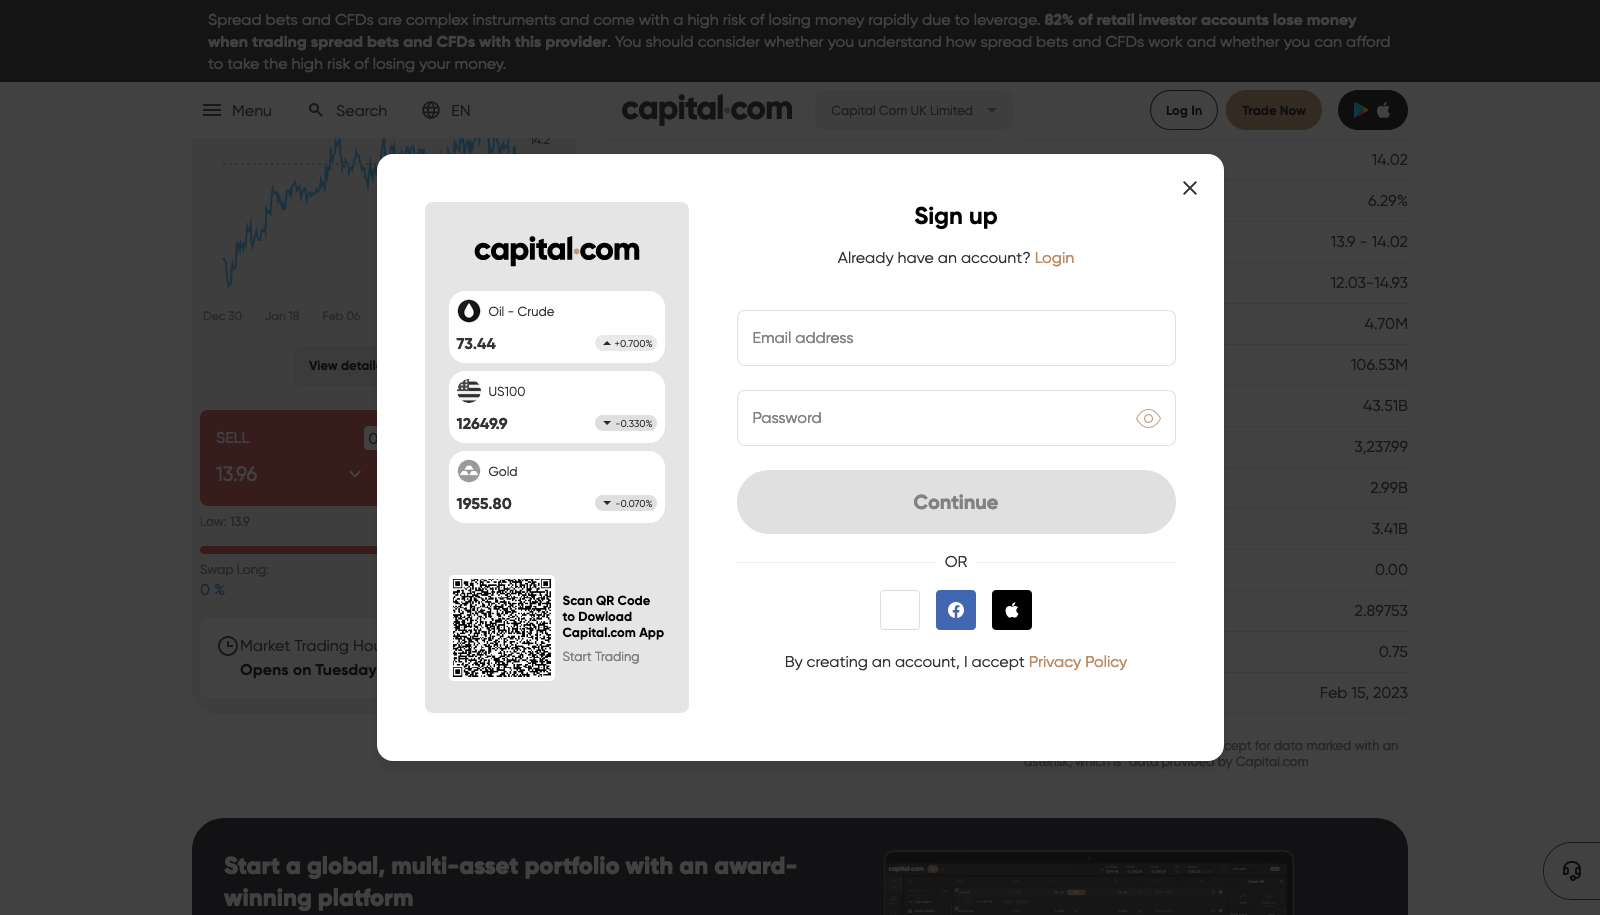 Spread bets and CFDs are complex instruments and come with a high risk of losing money rapidly due to leverage. 82% of retail investor accounts lose money
when trading spread bets and CFDs with this provider. You should consider whether you understand how spread bets and CFDs work and whether you can afford
to take the high risk of losing your money.
Menu
Search
EN
capital.com
Capital Com UK Limited
Log In
Trade Now
14.2
Dec 30
Jan 18
Feb 06
View detail
SELL
13.96
Low: 13.9
Swap Long:
0 %
Market Trading Hou
Opens on Tuesday
capital.com
Oil - Crude
73.44
+0.700%
US100
12649.9
-0.330%
Gold
1955.80
-0.070%
Scan QR Code
to Dowload
Capital.com App
Start Trading
Sign up
Already have an account? Login
Email address
Password
Continue
OR
By creating an account, I accept Privacy Policy
14.02
6.29%
13.9 - 14.02
12.03-14.93
4.70M
106.53M
43.51B
3,237.99
2.99B
3.41B
0.00
2.89753
0.75
Feb 15, 2023
cept for data marked with an
asterisk, which is data provided by Capital.com
Start a global, multi-asset portfolio with an award-
winning platform
capital.com